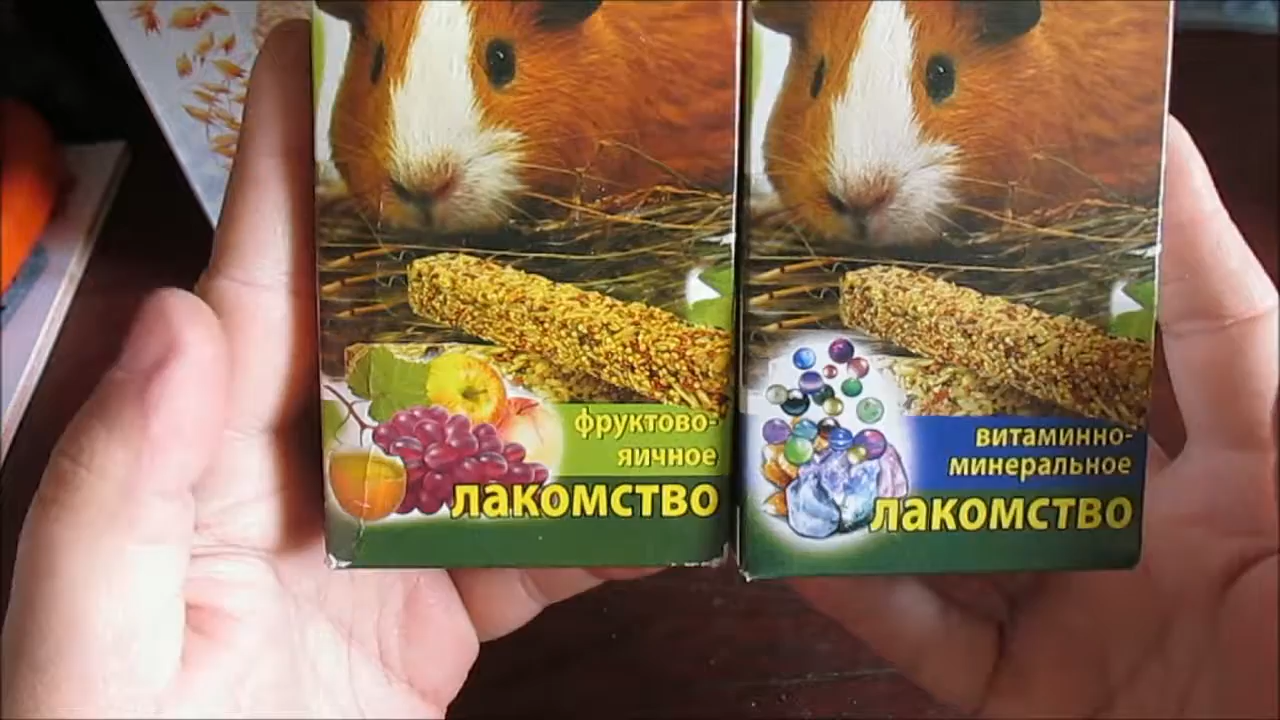 фруктово-
яичное
лакомство
витаминно-
минеральное
лакомство